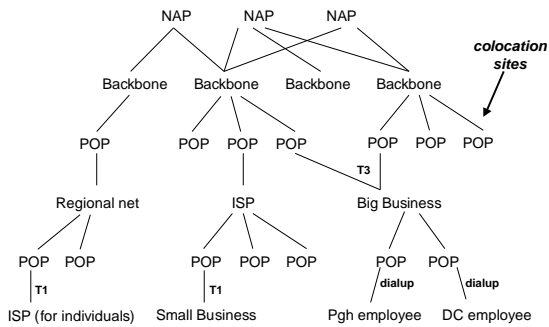 NAP NAP NAP
colocation
sites
Backbone Backbone Backbone Backbone
POP POP POP POP POP POP POP
T3
Regional net ISP Big Business
POP POP POP POP POP POP POP
T1 T1 dialup dialup
ISP (for individuals) Small Business Pgh employee DC employee